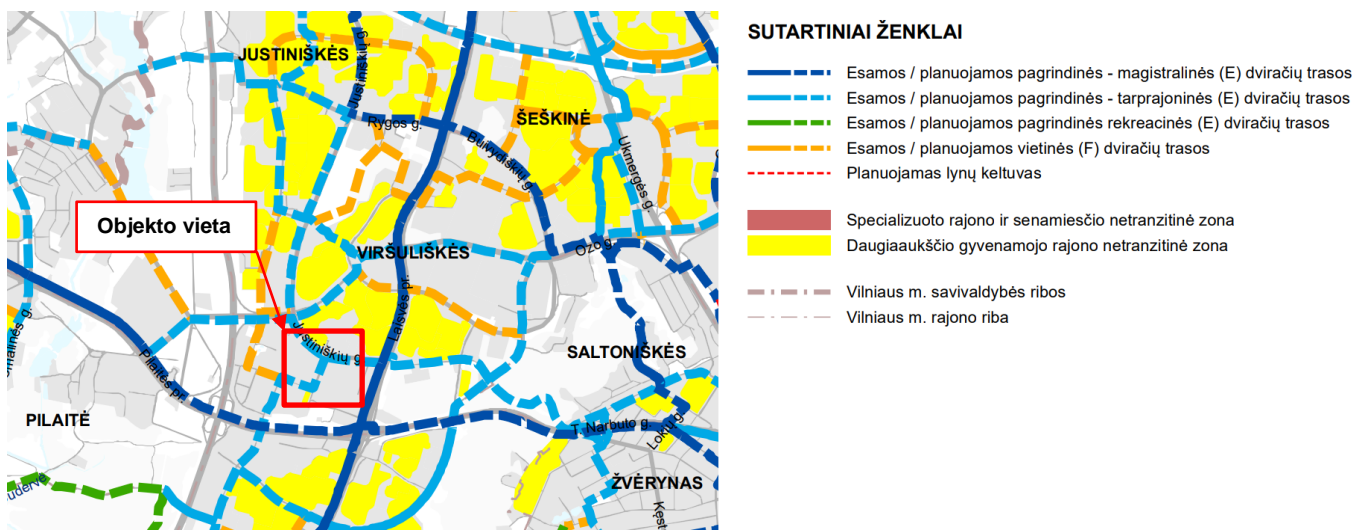 JUSTINIŠKĖS
Justiniškių g.
Rygos g.
ŠEŠKINĖ
Buivydiškių g.
Ukmergės g.
Objekto vieta
VIRŠULIŠKĖS
Ozo g.
Laisvės pr.
Justiniškių g.
SALTONIŠKĖS
Pilaitės pr.
PILAITĖ
T. Narbuto g.
Lokių g.
ŽVĖRYNAS
SUTARTINIAI ŽENKLAI
Esamos / planuojamos pagrindinės - magistralinės (E) dviračių trasos
Esamos / planuojamos pagrindinės - tarprajoninės (E) dviračių trasos
Esamos / planuojamos pagrindinės - rekreacinės (E) dviračių trasos
Esamos / planuojamos vietinės (F) dviračių trasos
Planuojamas lynų keltuvas
Specializuoto rajono ir senamiesčio netranzitinė zona
Daugiaaukščio gyvenamojo rajono netranzitinė zona
Vilniaus m. savivaldybės ribos
Vilniaus m. rajono riba